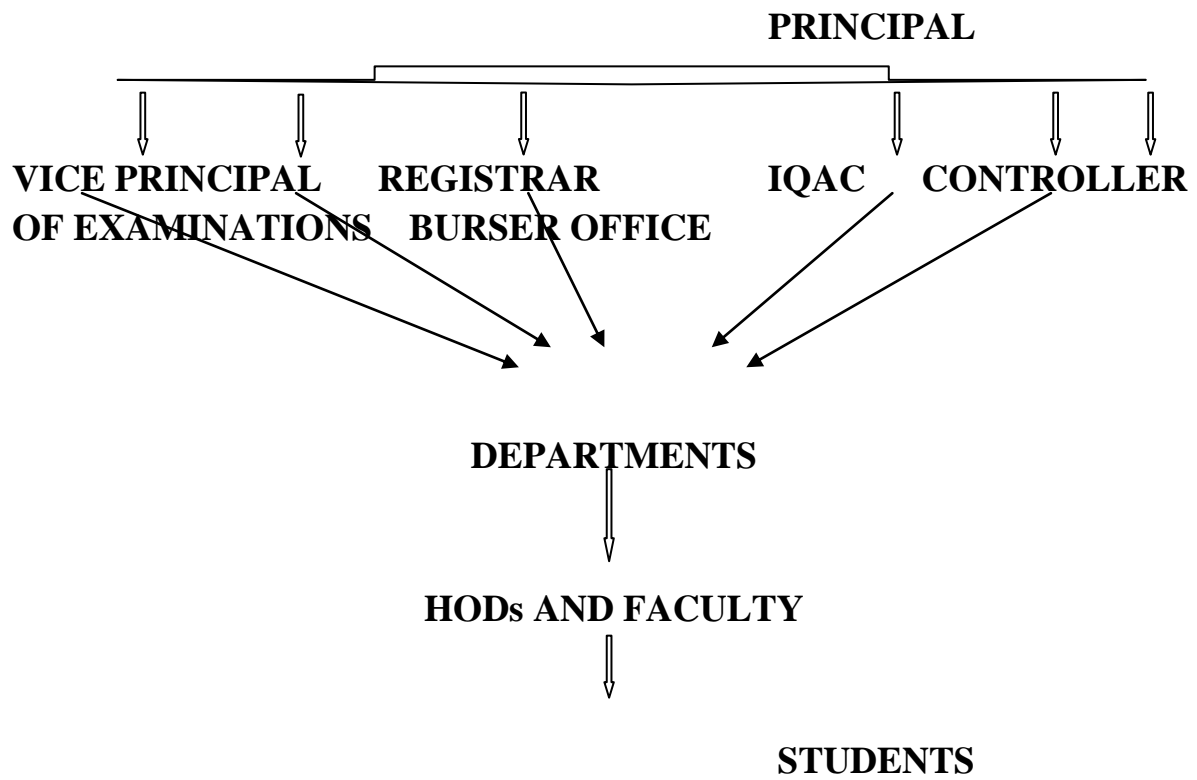 PRINCIPAL
VICE PRINCIPAL REGISTRAR IQAC CONTROLLER
OF EXAMINATIONS BURSER OFFICE
DEPARTMENTS
HODs AND FACULTY
STUDENTS